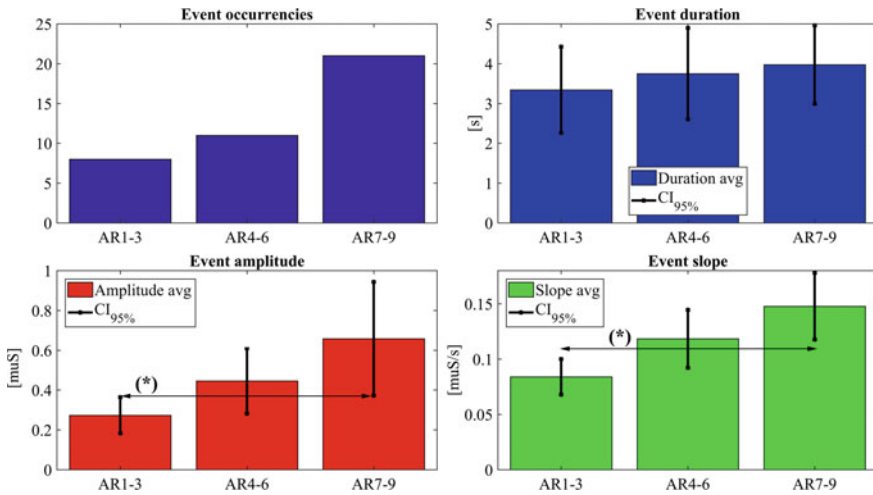 Event occurrencies
25
20
15
10
5
0
AR1-3 AR4-6 AR7-9
Event duration
[s]
5
4
3
2
1
0
Duration avg
CI95%
AR1-3 AR4-6 AR7-9
Event amplitude
[muS]
1
0.8
0.6
0.4
0.2
0
Amplitude avg
CI95%
(*)
AR1-3 AR4-6 AR7-9
Event slope
[muS/s]
0.15
0.1
0.05
0
Slope avg
CI95%
(*)
AR1-3 AR4-6 AR7-9